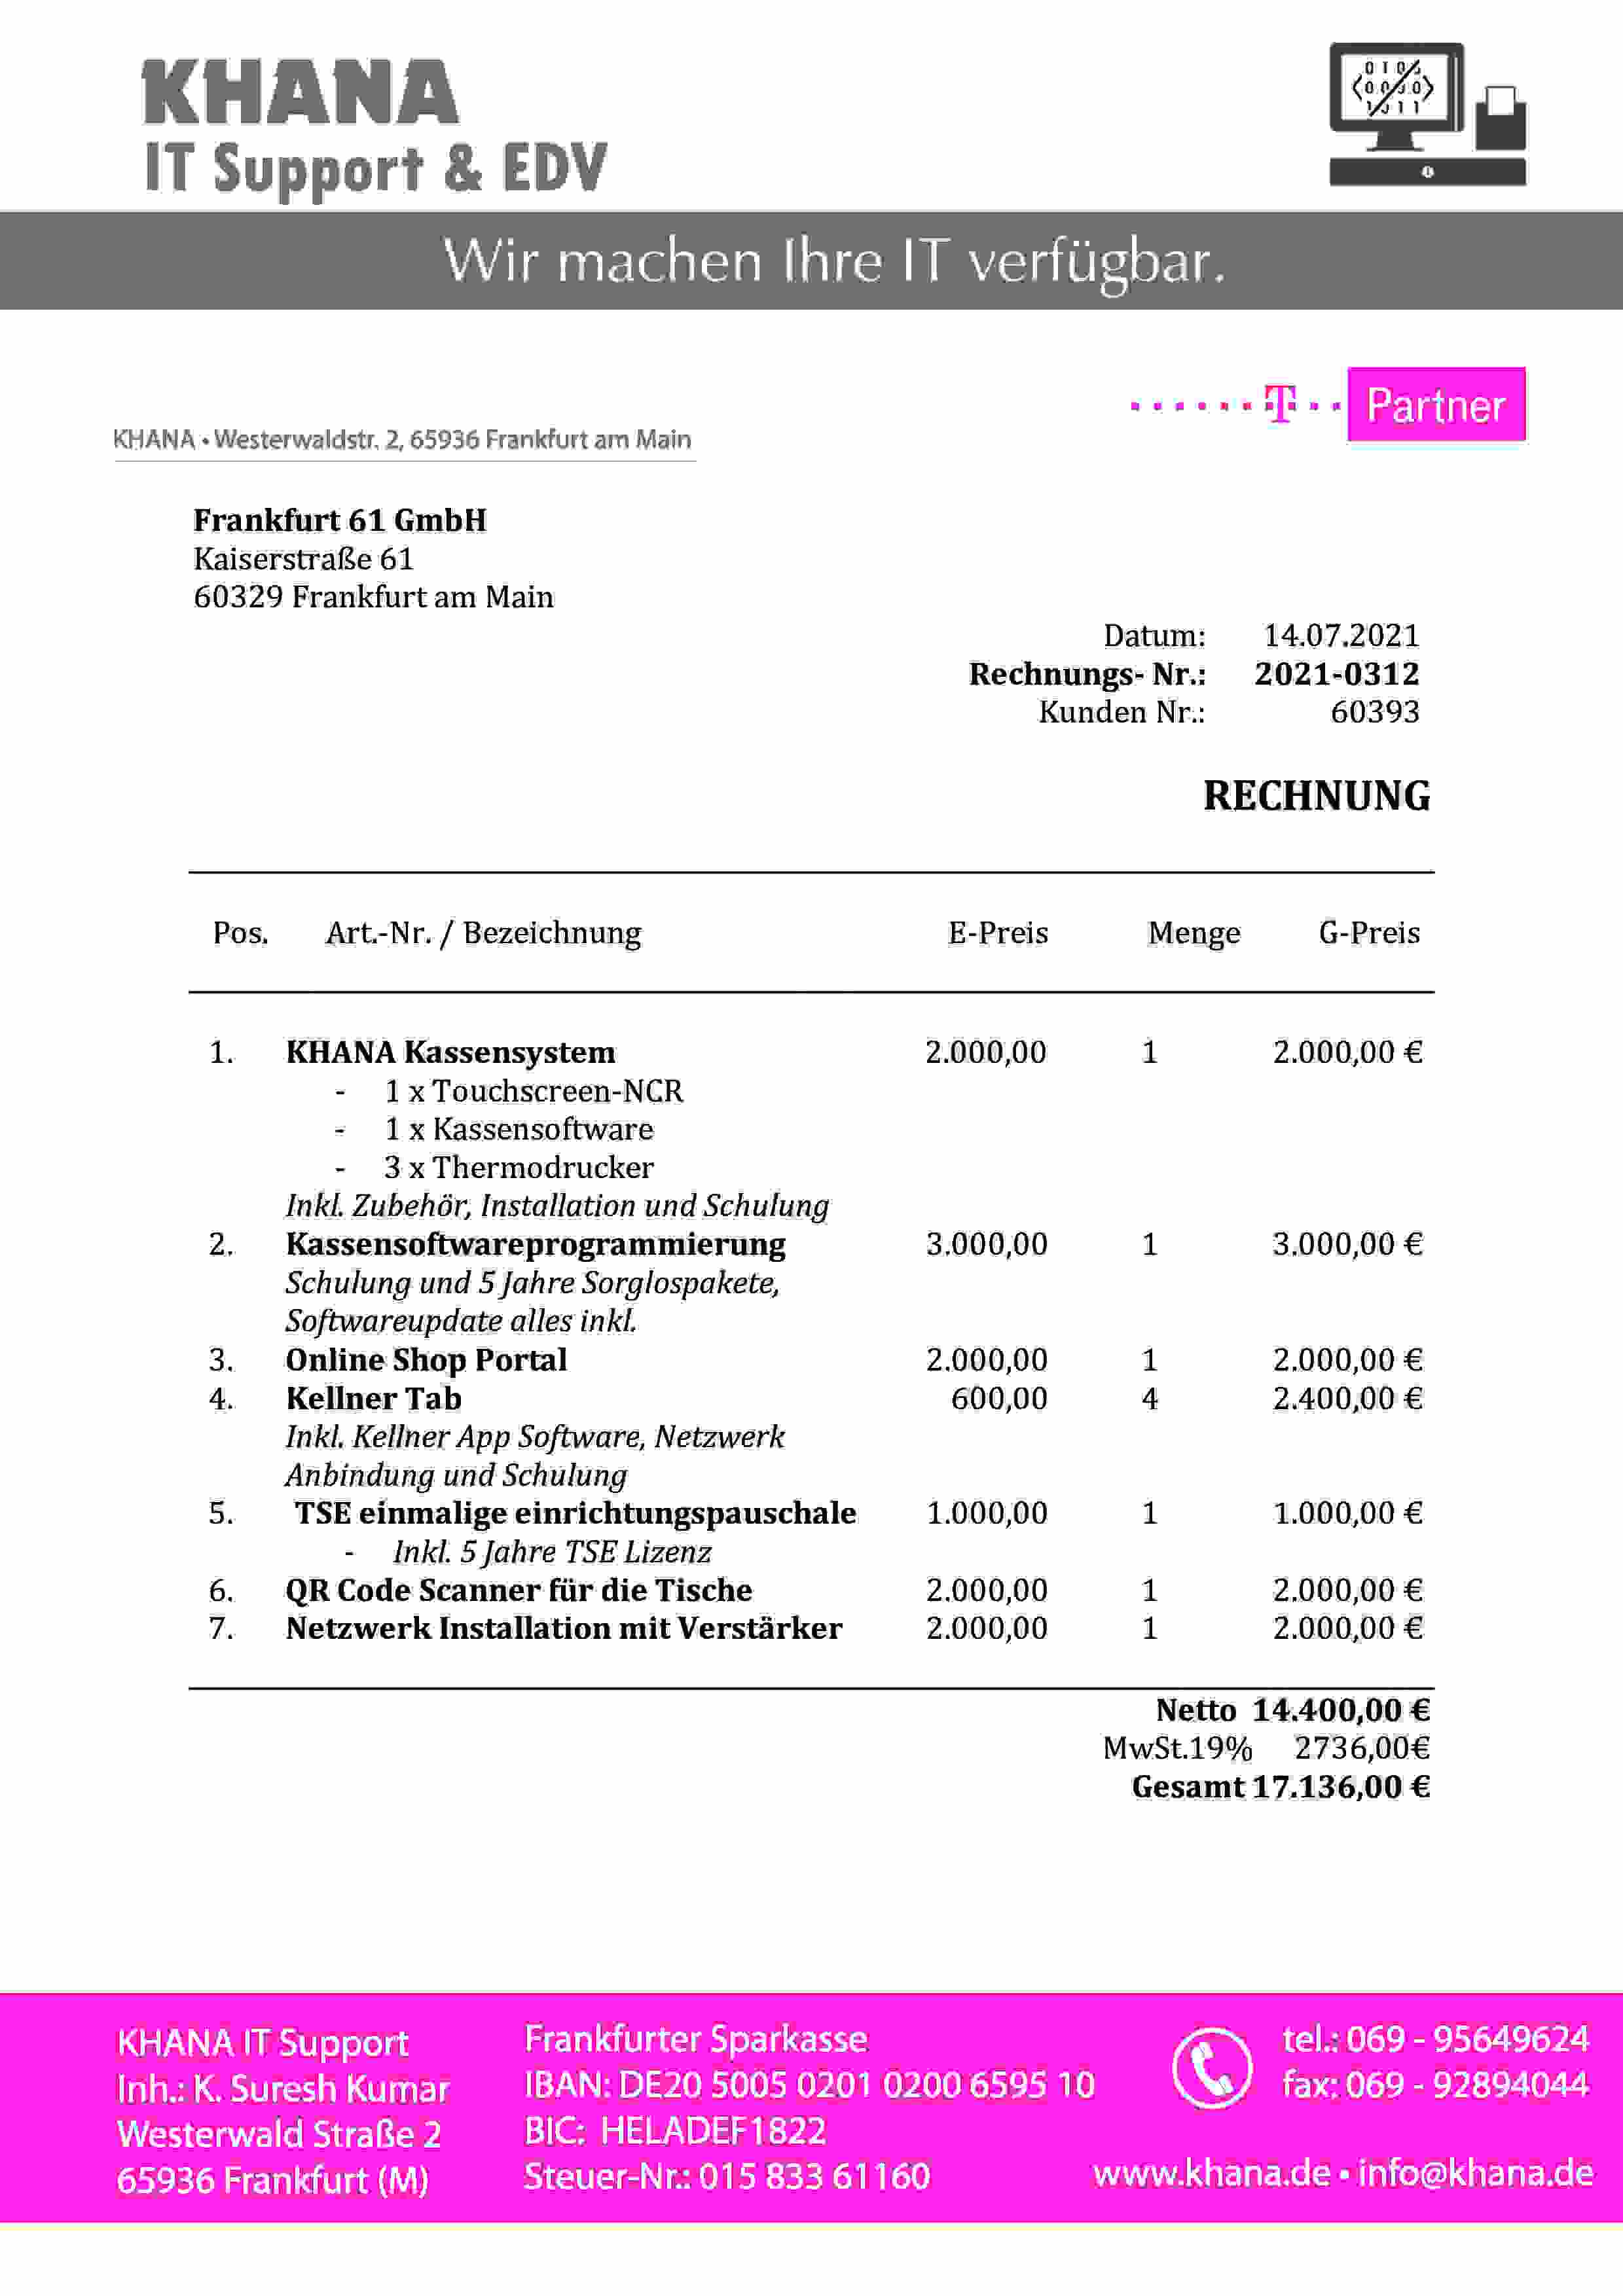 KHANA
IT Support & EDV
Wir machen Ihre IT verfügbar.
T Partner
KHANA • Westerwaldstr. 2, 65936 Frankfurt am Main
Frankfurt 61 GmbH
Kaiserstraße 61
60329 Frankfurt am Main
Datum: 14.07.2021
Rechnungs- Nr.: 2021-0312
Kunden Nr.: 60393
RECHNUNG
Pos. Art.-Nr. / Bezeichnung E-Preis Menge G-Preis
1. KHANA Kassensystem 2.000,00 1 2.000,00 €
- 1 x Touchscreen-NCR
- 1 x Kassensoftware
- 3 x Thermodrucker
Inkl. Zubehör, Installation und Schulung
2. Kassensoftwareprogrammierung 3.000,00 1 3.000,00 €
Schulung und 5 Jahre Sorglospakete,
Softwareupdate alles inkl.
3. Online Shop Portal 2.000,00 1 2.000,00 €
4. Kellner Tab 600,00 4 2.400,00 €
Inkl. Kellner App Software, Netzwerk
Anbindung und Schulung
5. TSE einmalige einrichtungspauschale 1.000,00 1 1.000,00 €
- Inkl. 5 Jahre TSE Lizenz
6. QR Code Scanner für die Tische 2.000,00 1 2.000,00 €
7. Netzwerk Installation mit Verstärker 2.000,00 1 2.000,00 €
Netto 14.400,00 €
MwSt.19% 2736,00€
Gesamt 17.136,00 €
KHANA IT Support
Inh.: K. Suresh Kumar
Westerwald Straße 2
65936 Frankfurt (M)
Frankfurter Sparkasse
IBAN: DE20 5005 0201 0200 6595 10
BIC: HELADEF1822
Steuer-Nr.: 015 833 61160
tel.: 069 - 95649624
fax: 069 - 92894044
www.khana.de • info@khana.de